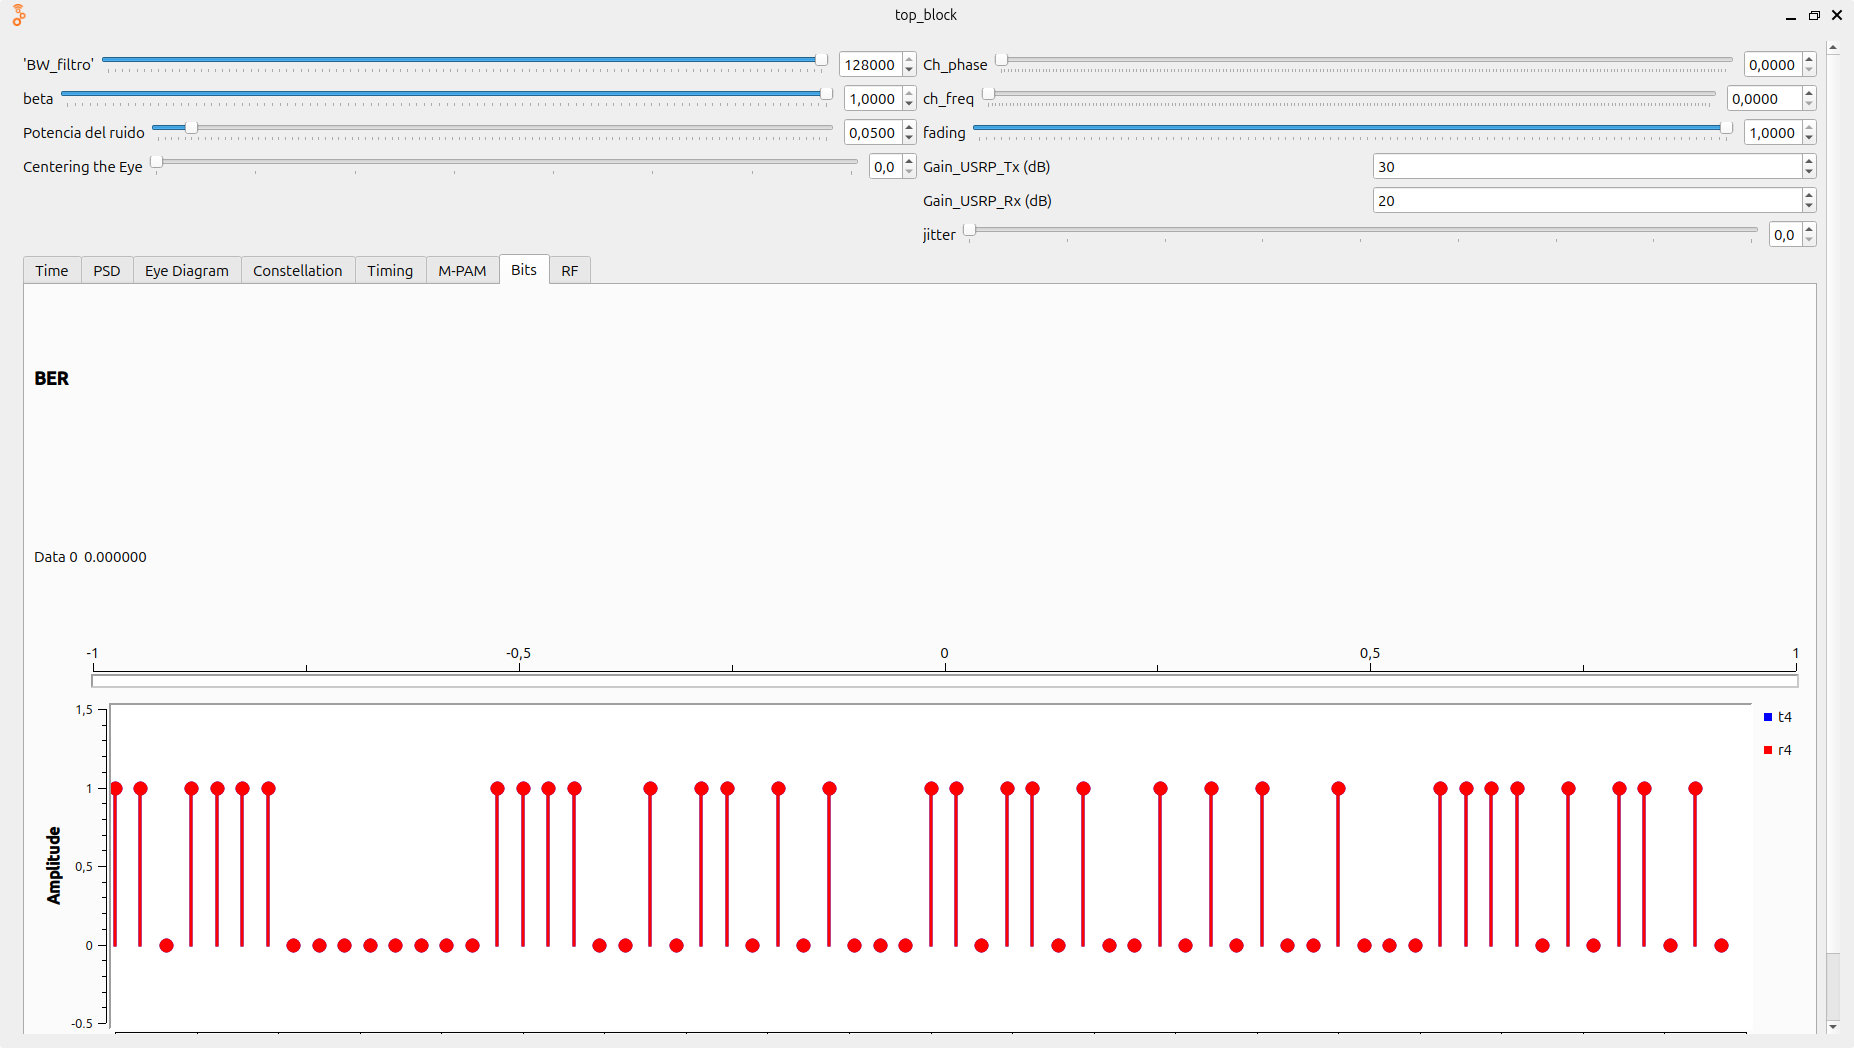 top_block
'BW_filtro' 128000 Ch_phase 0,0000
beta 1,0000 ch_freq 0,0000
Potencia del ruido 0,0500 fading 1,0000
Centering the Eye 0,0 Gain_USRP_Tx (dB) 30
Gain_USRP_Rx (dB) 20
jitter 0,0
Time PSD Eye Diagram Constellation Timing M-PAM Bits RF
BER
Data 0 0.000000
-1 -0,5 0 0,5 1
1,5
1
0,5
0
-0.5
Amplitude
t4
r4